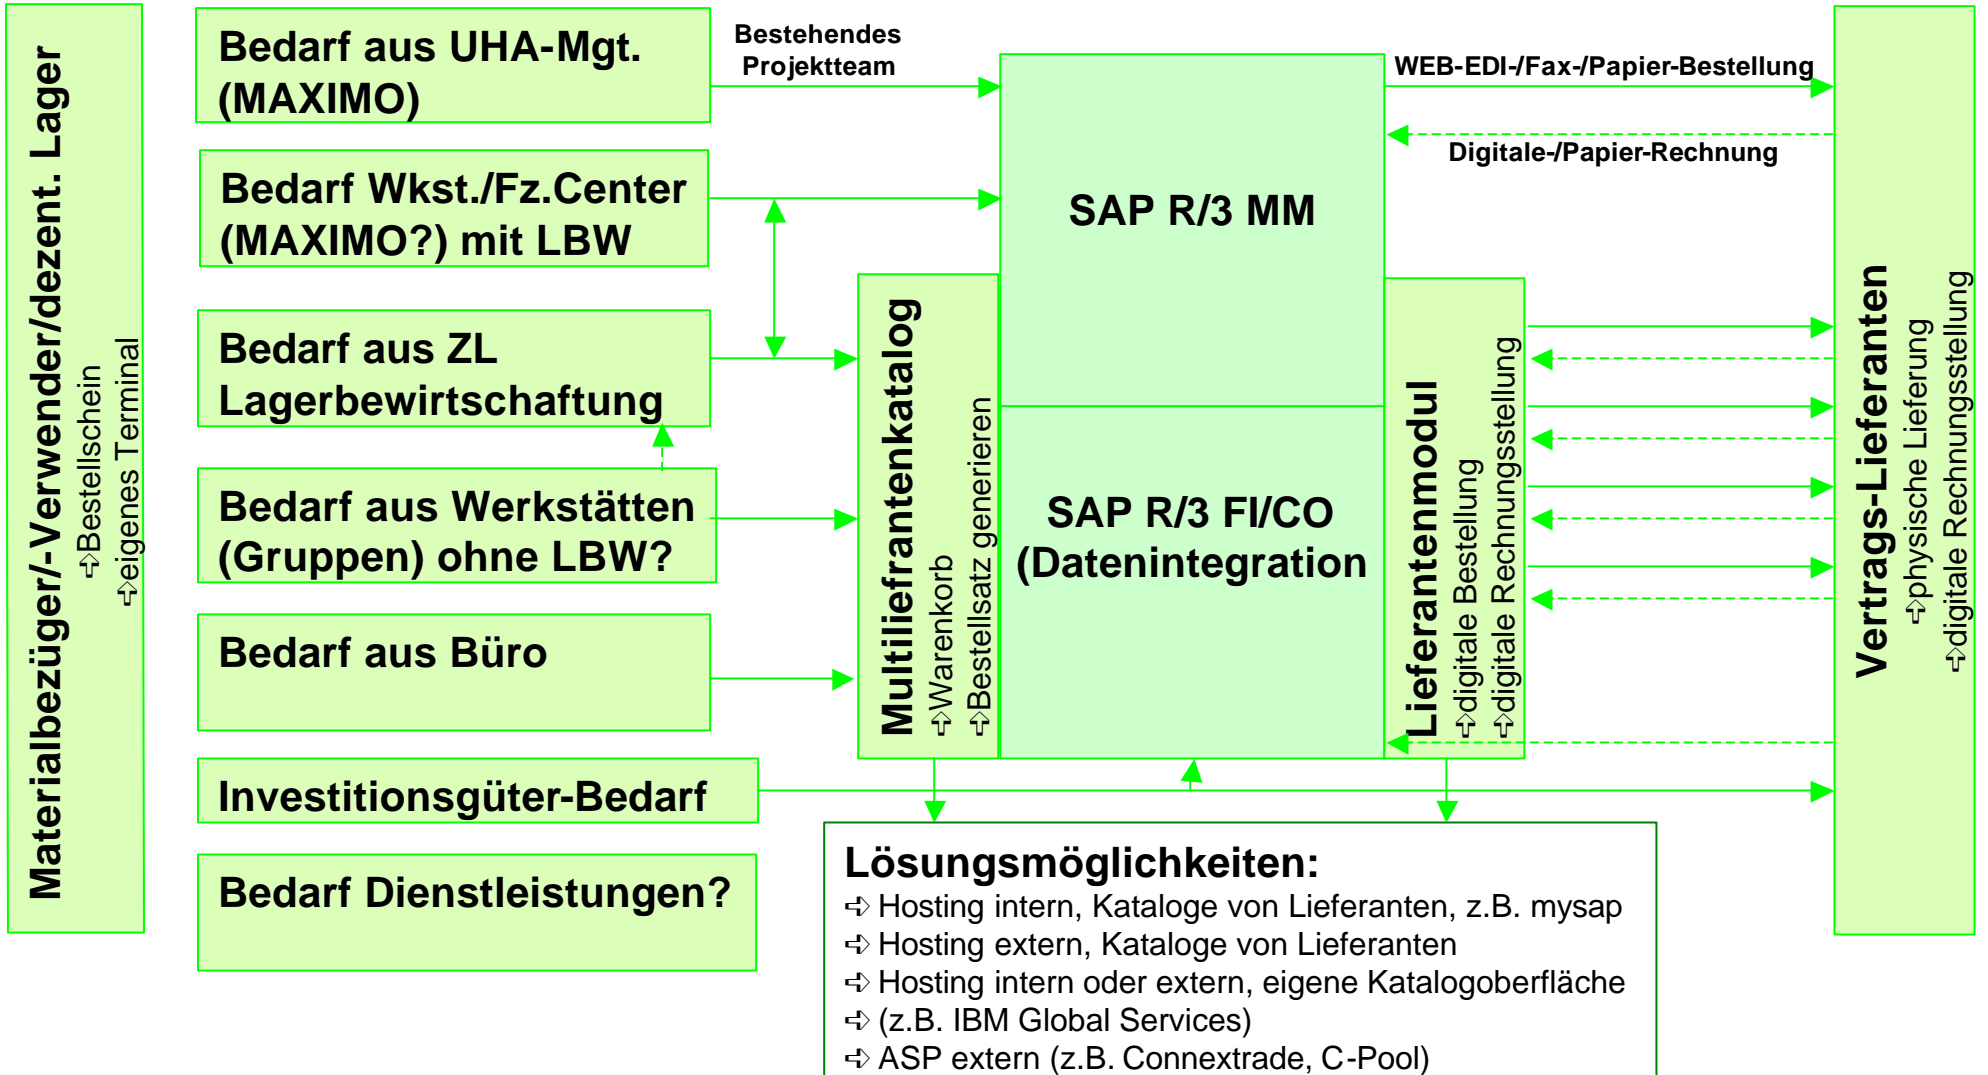 Materialbezüger/-Verwender/dezent. Lager
➪Bestellschein
➪eigenes Terminal
Bedarf aus UHA-Mgt.
(MAXIMO)
Bedarf Wkst./Fz.Center
(MAXIMO?) mit LBW
Bedarf aus ZL
Lagerbewirtschaftung
Bedarf aus Werkstätten
(Gruppen) ohne LBW?
Bedarf aus Büro
Investitionsgüter-Bedarf
Bedarf Dienstleistungen?
Bestehendes
Projektteam
Multiliefrantenkatalog
➪Warenkorb
➪Bestellsatz generieren
SAP R/3 MM
SAP R/3 FI/CO
(Datenintegration
Lieferantenmodul
➪digitale Bestellung
➪digitale Rechnungsstellung
WEB-EDI-/Fax-/Papier-Bestellung
Digitale-/Papier-Rechnung
Vertrags-Lieferanten
➪physische Lieferung
➪digitale Rechnungsstellung
Lösungsmöglichkeiten:
➪ Hosting intern, Kataloge von Lieferanten, z.B. mysap
➪ Hosting extern, Kataloge von Lieferanten
➪ Hosting intern oder extern, eigene Katalogoberfläche
➪ (z.B. IBM Global Services)
➪ ASP extern (z.B. Connextrade, C-Pool)